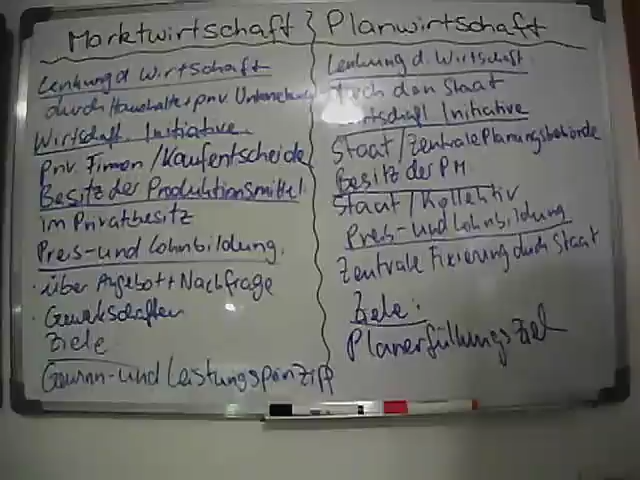 Marktwirtschaft
Lenkung d. Wirtschaft
durch Haushalte + priv. Unternehm
Wirtschaft. Initiative
priv. Firmen / Kaufentscheide
Besitz der Produktionsmittel
im Privatbesitz
Preis- und Lohnbildung.
· über Angebot + Nachfrage
· Gewerkschaften
Ziele
Gewinn- und Leistungsprinzip
Planwirtschaft
Lenkung d. Wirtschaft
durch den Staat
Wirtschaftl Initiative
Staat / zentrale Planungsbehörde
Besitz der PM
Staat / Kollektiv
Preis- und Lohnbildung
Zentrale Fixierung durch Staat
Ziele:
Planerfüllungsziel